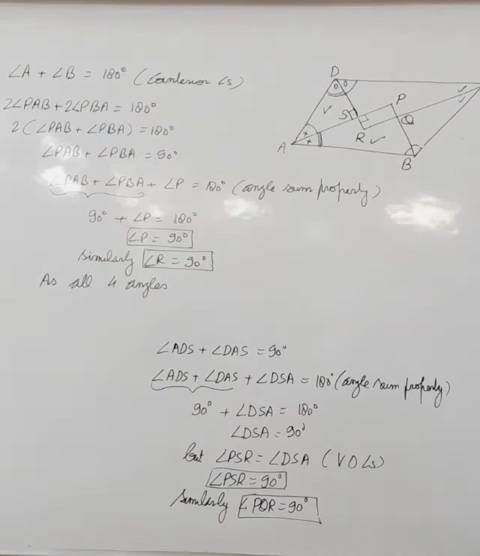 ∠A + ∠B = 180° (cointerior ∠s)
2∠PAB + 2∠PBA = 180°
2(∠PAB + ∠PBA) = 180°
∠PAB + ∠PBA = 90°
∠PAB + ∠PBA + ∠P = 180° (angle sum property)
90° + ∠P = 180°
∠P = 90°
Similarly ∠R = 90°
As all 4 angles
D
P
S
Q
R
A
B
∠ADS + ∠DAS = 90°
∠ADS + ∠DAS + ∠DSA = 180° (angle sum property)
90° + ∠DSA = 180°
∠DSA = 90°
but ∠PSR = ∠DSA (V O ∠s)
∠PSR = 90°
Similarly ∠PQR = 90°